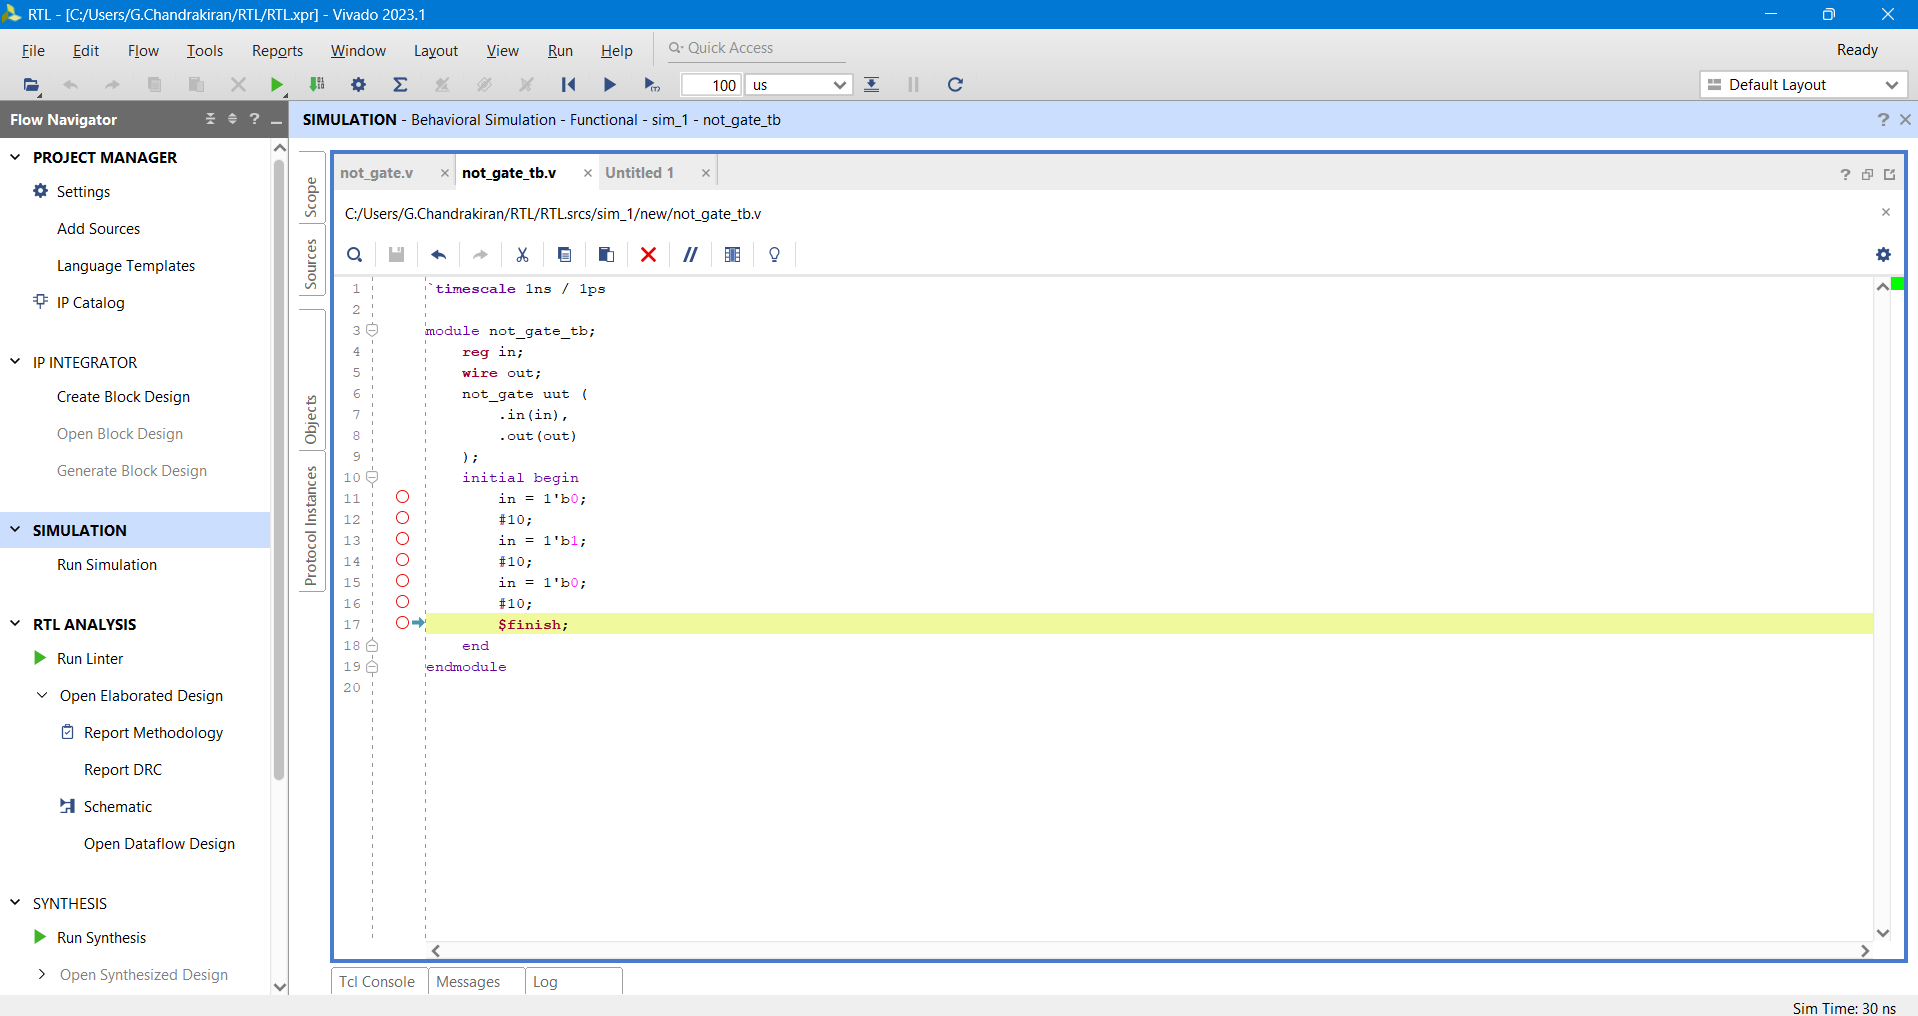 RTL - [C:/Users/G.Chandrakiran/RTL/RTL.xpr] - Vivado 2023.1
File Edit Flow Tools Reports Window Layout View Run Help Quick Access Ready
100 us Default Layout
Flow Navigator
SIMULATION - Behavioral Simulation - Functional - sim_1 - not_gate_tb
PROJECT MANAGER
Settings
Add Sources
Language Templates
IP Catalog
IP INTEGRATOR
Create Block Design
Open Block Design
Generate Block Design
SIMULATION
Run Simulation
RTL ANALYSIS
Run Linter
Open Elaborated Design
Report Methodology
Report DRC
Schematic
Open Dataflow Design
SYNTHESIS
Run Synthesis
Open Synthesized Design
Scope
Sources
Objects
Protocol Instances
not_gate.v not_gate_tb.v Untitled 1
C:/Users/G.Chandrakiran/RTL/RTL.srcs/sim_1/new/not_gate_tb.v
1 `timescale 1ns / 1ps
2
3 module not_gate_tb;
4 reg in;
5 wire out;
6 not_gate uut (
7 .in(in),
8 .out(out)
9 );
10 initial begin
11 in = 1'b0;
12 #10;
13 in = 1'b1;
14 #10;
15 in = 1'b0;
16 #10;
17 $finish;
18 end
19 endmodule
20
Tcl Console Messages Log
Sim Time: 30 ns